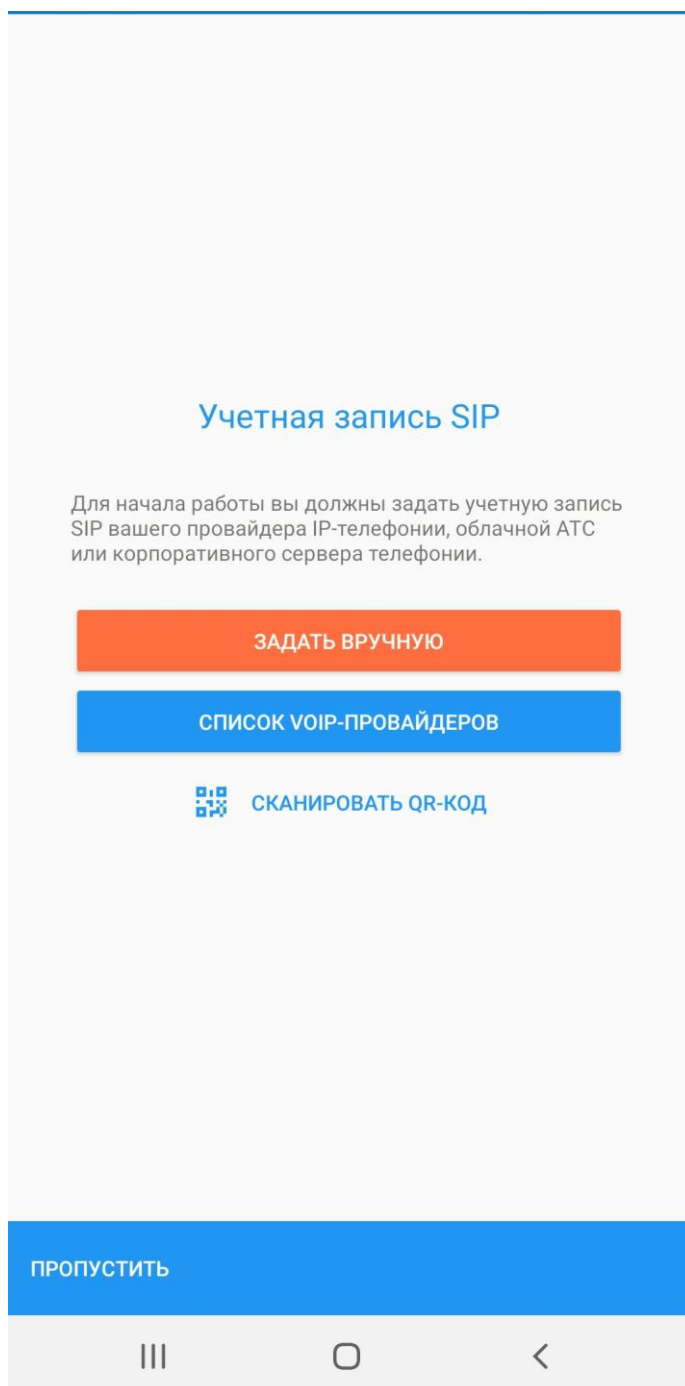 Учетная запись SIP
Для начала работы вы должны задать учетную запись
SIP вашего провайдера IP-телефонии, облачной АТС
или корпоративного сервера телефонии.
ЗАДАТЬ ВРУЧНУЮ
СПИСОК VOIP-ПРОВАЙДЕРОВ
СКАНИРОВАТЬ QR-КОД
ПРОПУСТИТЬ